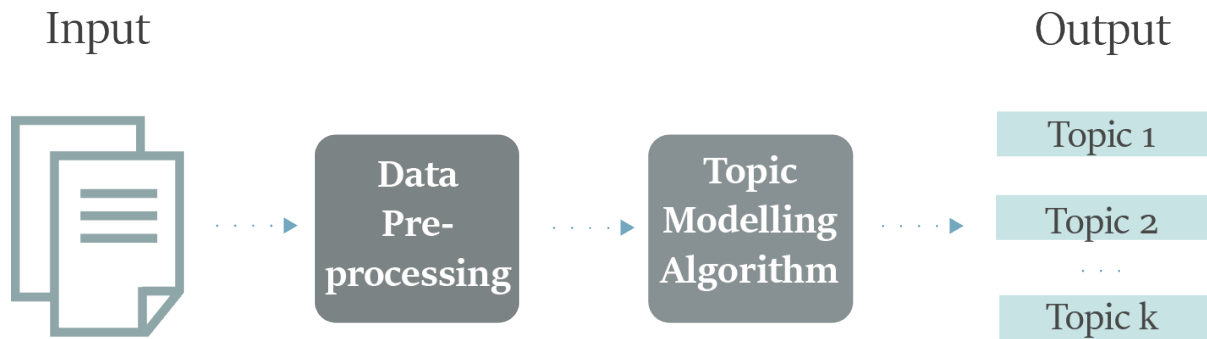 Input
Output
Data
Pre-
processing
Topic
Modelling
Algorithm
Topic 1
Topic 2
. . .
Topic k